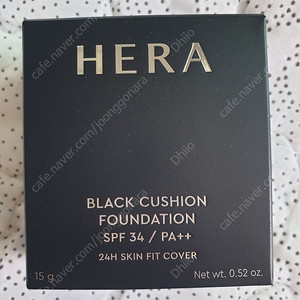 HERA
BLACK CUSHION
FOUNDATION
SPF 34 / PA++
24H SKIN FIT COVER
15 g
Net wt. 0.52 oz.
cafe.naver.com/joonggonara
Dhilo